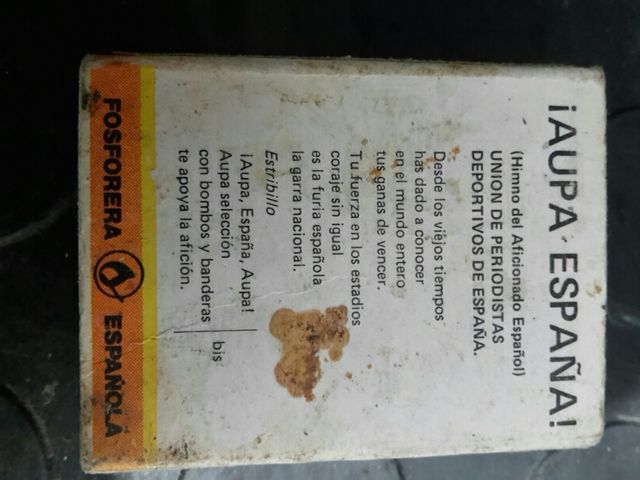 ¡AUPA ESPAÑA!
(Himno del Aficionado Español)
UNION DE PERIODISTAS
DEPORTIVOS DE ESPAÑA.
Desde los viejos tiempos
has dado a conocer
en el mundo entero
tus ganas de vencer.
Tu fuerza en los estadios
coraje sin igual
es la furia española
la garra nacional.
Estribillo
¡Aupa, España, Aupa!
Aupa selección
con bombos y banderas
te apoya la afición.
bis
FOSFORERA ESPAÑOLA